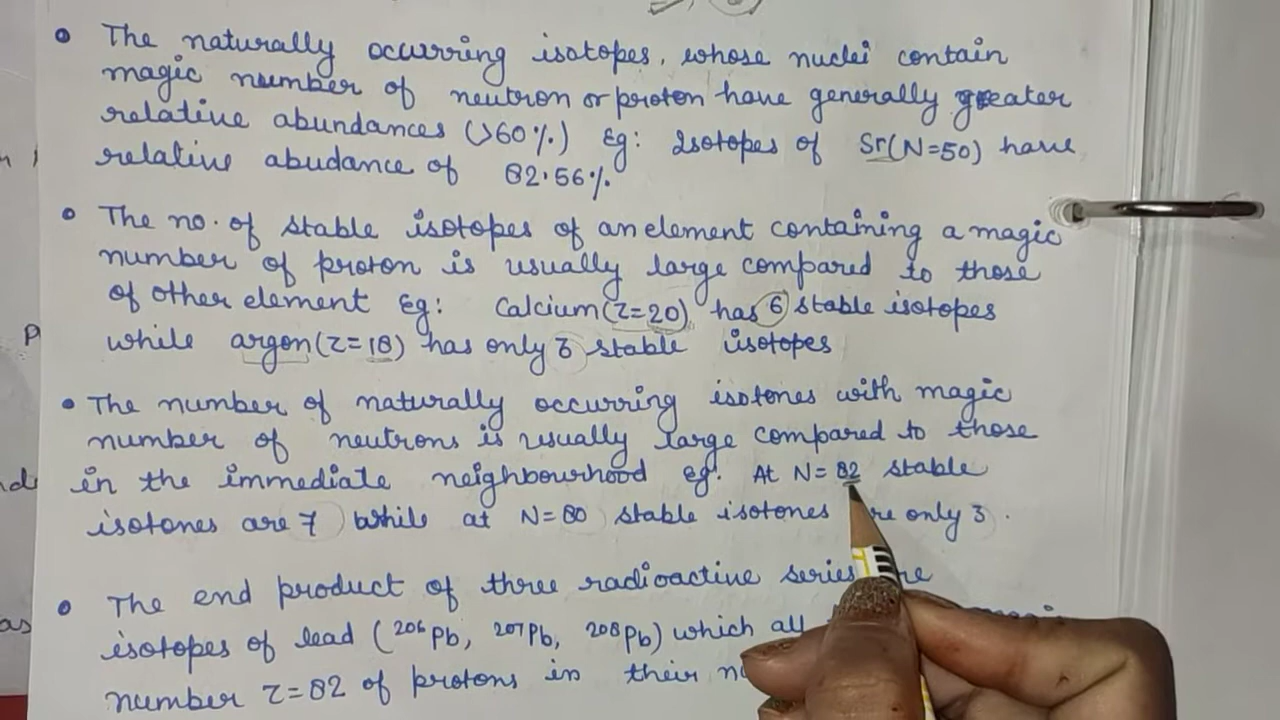 The naturally occurring isotopes, whose nuclei contain
magic number of neutron or proton have generally greater
relative abundances (>60%) Eg: Isotopes of Sr(N=50) have
relative abudance of 82.56%
The no. of stable isotopes of an element containing a magic
number of proton is usually large compared to those
of other element Eg: Calcium(Z=20) has 6 stable isotopes
while argon(Z=18) has only 3 stable isotopes
The number of naturally occurring isotones with magic
number of neutrons is usually large compared to those
in the immediate neighbourhood eg: At N=82 stable
isotones are 7 while at N=80 stable isotones are only 3.
The end product of three radioactive series are
isotopes of lead (206Pb, 207Pb, 208Pb) which all
number Z=82 of protons in their